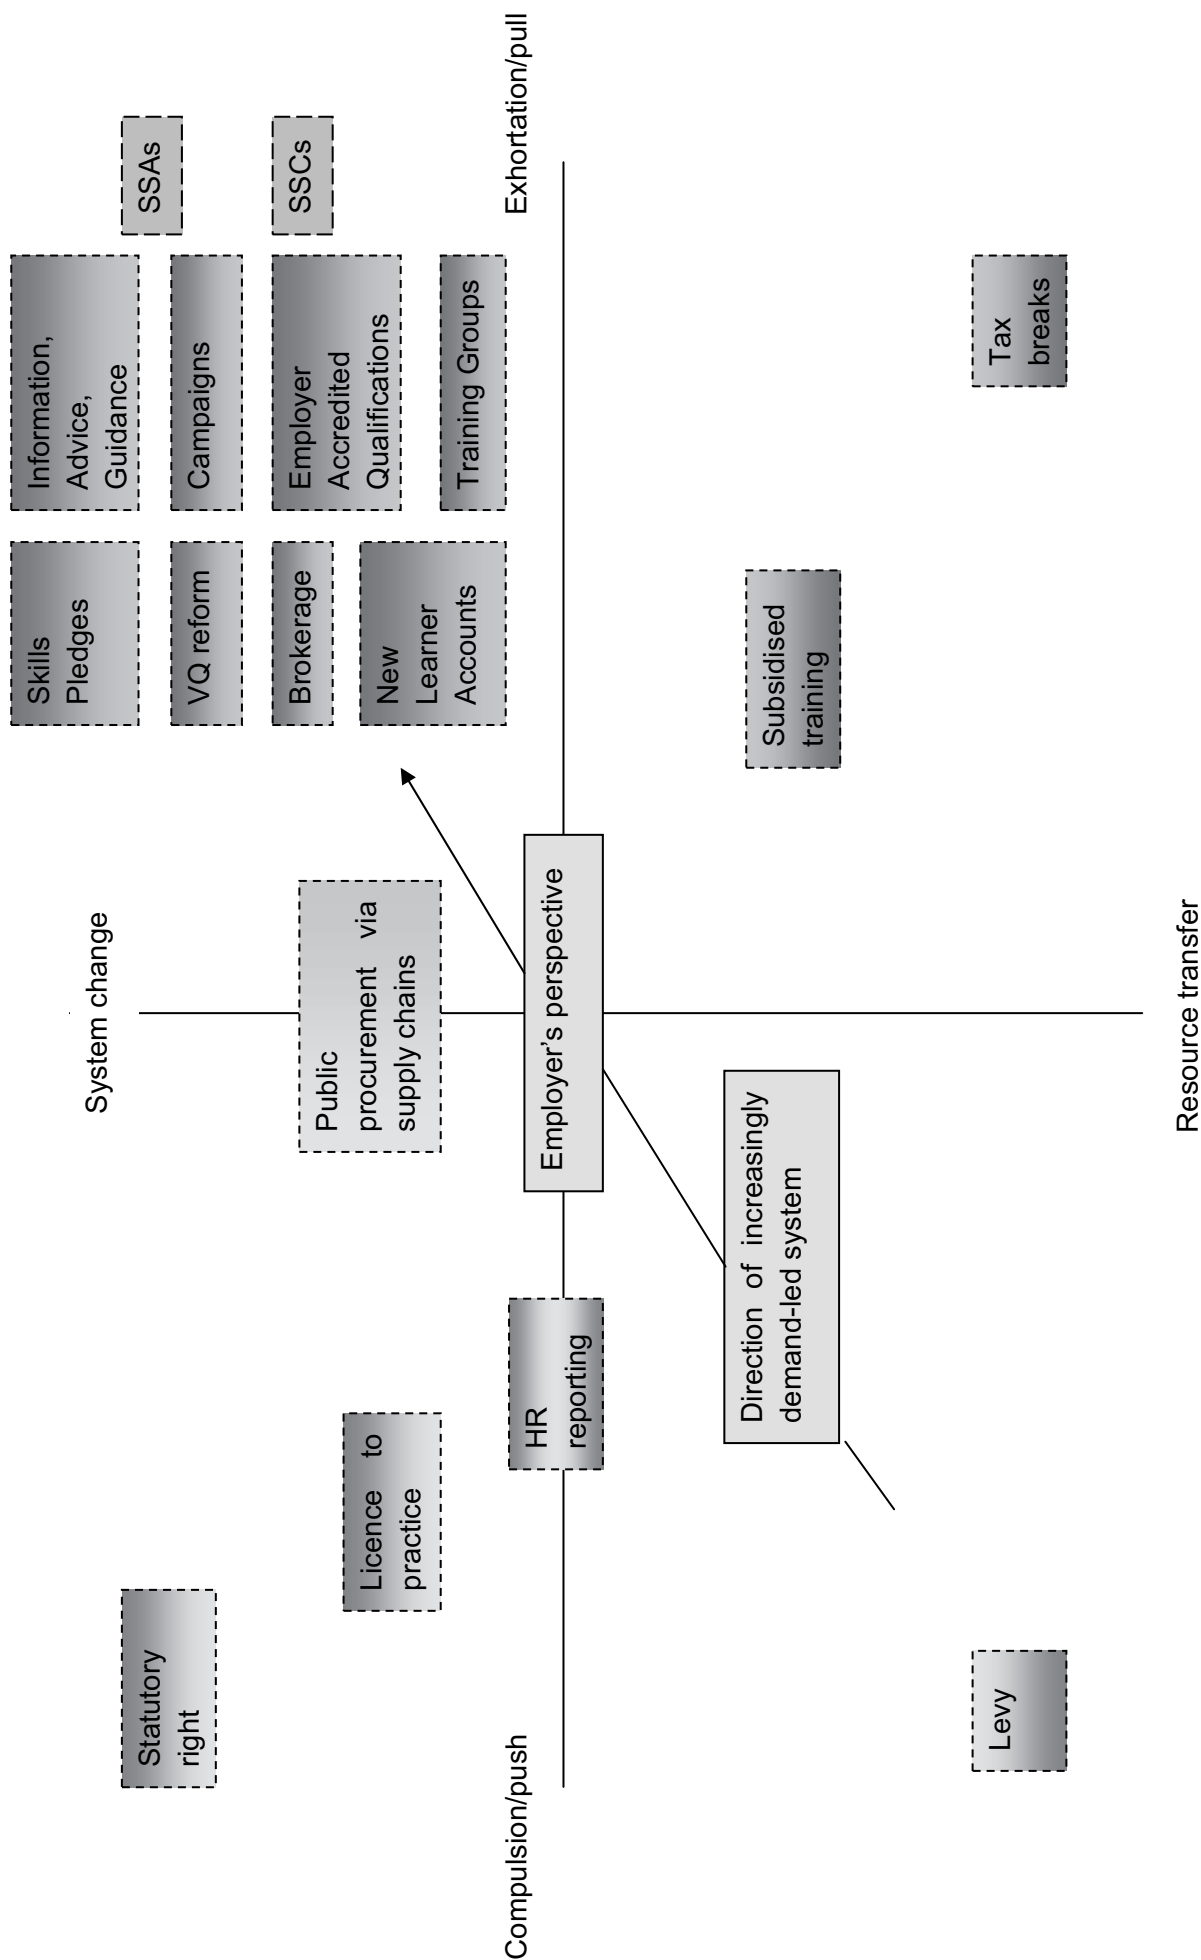 System change
Skills
Pledges
Information,
Advice,
Guidance
Statutory
right
SSAs
VQ reform
Campaigns
Public
procurement via
supply chains
Brokerage
Employer
Accredited
Qualifications
SSCs
Licence to
practice
New
Learner
Accounts
Training Groups
Compulsion/push
HR
reporting
Employer’s perspective
Exhortation/pull
Direction of increasingly
demand-led system
Subsidised
training
Levy
Tax
breaks
Resource transfer